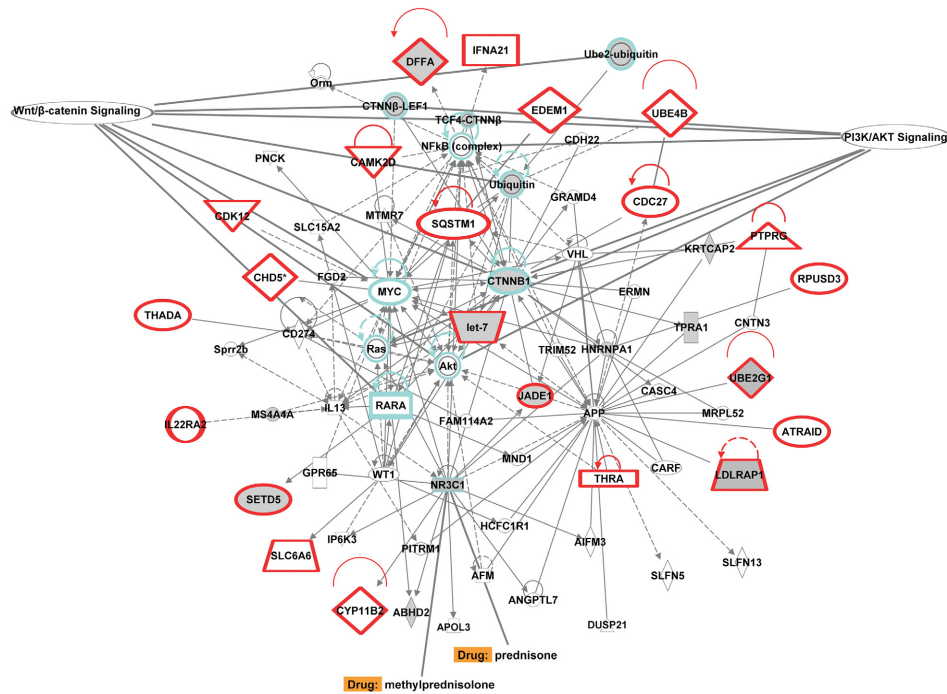 IFNA21
Ube2-ubiquitin
DFFA
Orm
Wnt/β-catenin Signaling
CTNNβ-LEF1
EDEM1
UBE4B
TCF4-CTNNβ
PI3K/AKT Signaling
NFkB (complex)
CDH22
PNCK
CAMK2D
Ubiquitin
GRAMD4
CDC27
CDK12
MTMR7
SQSTM1
SLC15A2
PTPRG
VHL
KRTCAP2
CHD5*
FGD2
CTNNB1
RPUSD3
MYC
ERMN
THADA
let-7
TPRA1
CNTN3
CD274
Sprr2b
Ras
TRIM52
HNRNPA1
Akt
UBE2G1
CASC4
JADE1
RARA
IL13
MS4A4A
APP
MRPL52
IL22RA2
FAM114A2
ATRAID
MND1
GPR65
WT1
CARF
LDLRAP1
NR3C1
THRA
SETD5
HCFC1R1
IP6K3
AIFM3
PITRM1
SLC6A6
SLFN13
AFM
SLFN5
ANGPTL7
CYP11B2
ABHD2
APOL3
DUSP21
Drug: prednisone
Drug: methylprednisolone